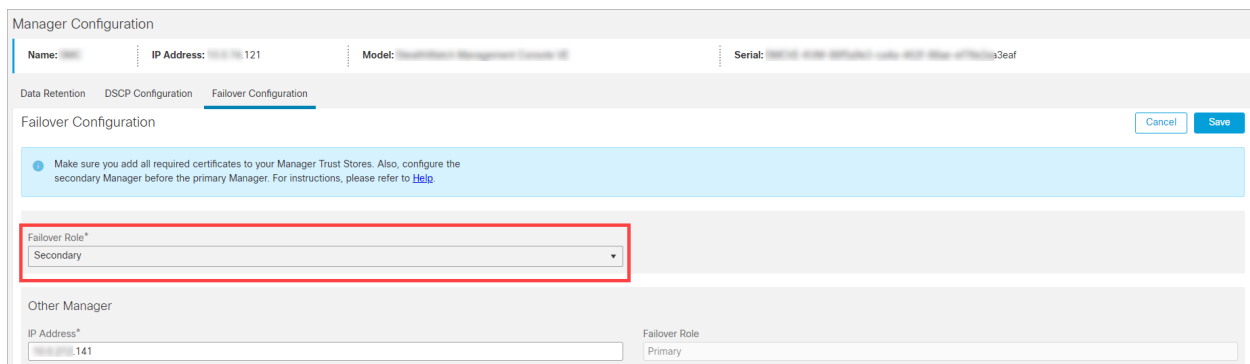 Manager Configuration
Name: IP Address: .121 Model: Serial: a3eaf
Data Retention DSCP Configuration Failover Configuration
Failover Configuration Cancel Save
Make sure you add all required certificates to your Manager Trust Stores. Also, configure the
secondary Manager before the primary Manager. For instructions, please refer to Help.
Failover Role*
Secondary
Other Manager
IP Address* Failover Role
.141 Primary